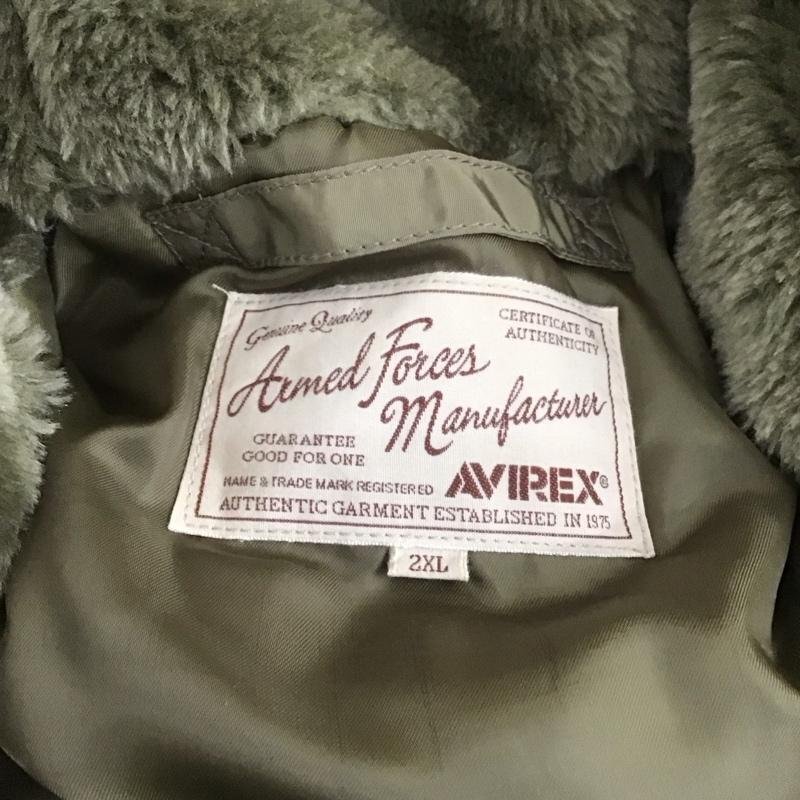 Genuine Quality
CERTIFICATE OF
AUTHENTICITY
Armed Forces
Manufacturer
GUARANTEE
GOOD FOR ONE
NAME & TRADE MARK REGISTERED
AVIREX®
AUTHENTIC GARMENT ESTABLISHED IN 1975
2XL